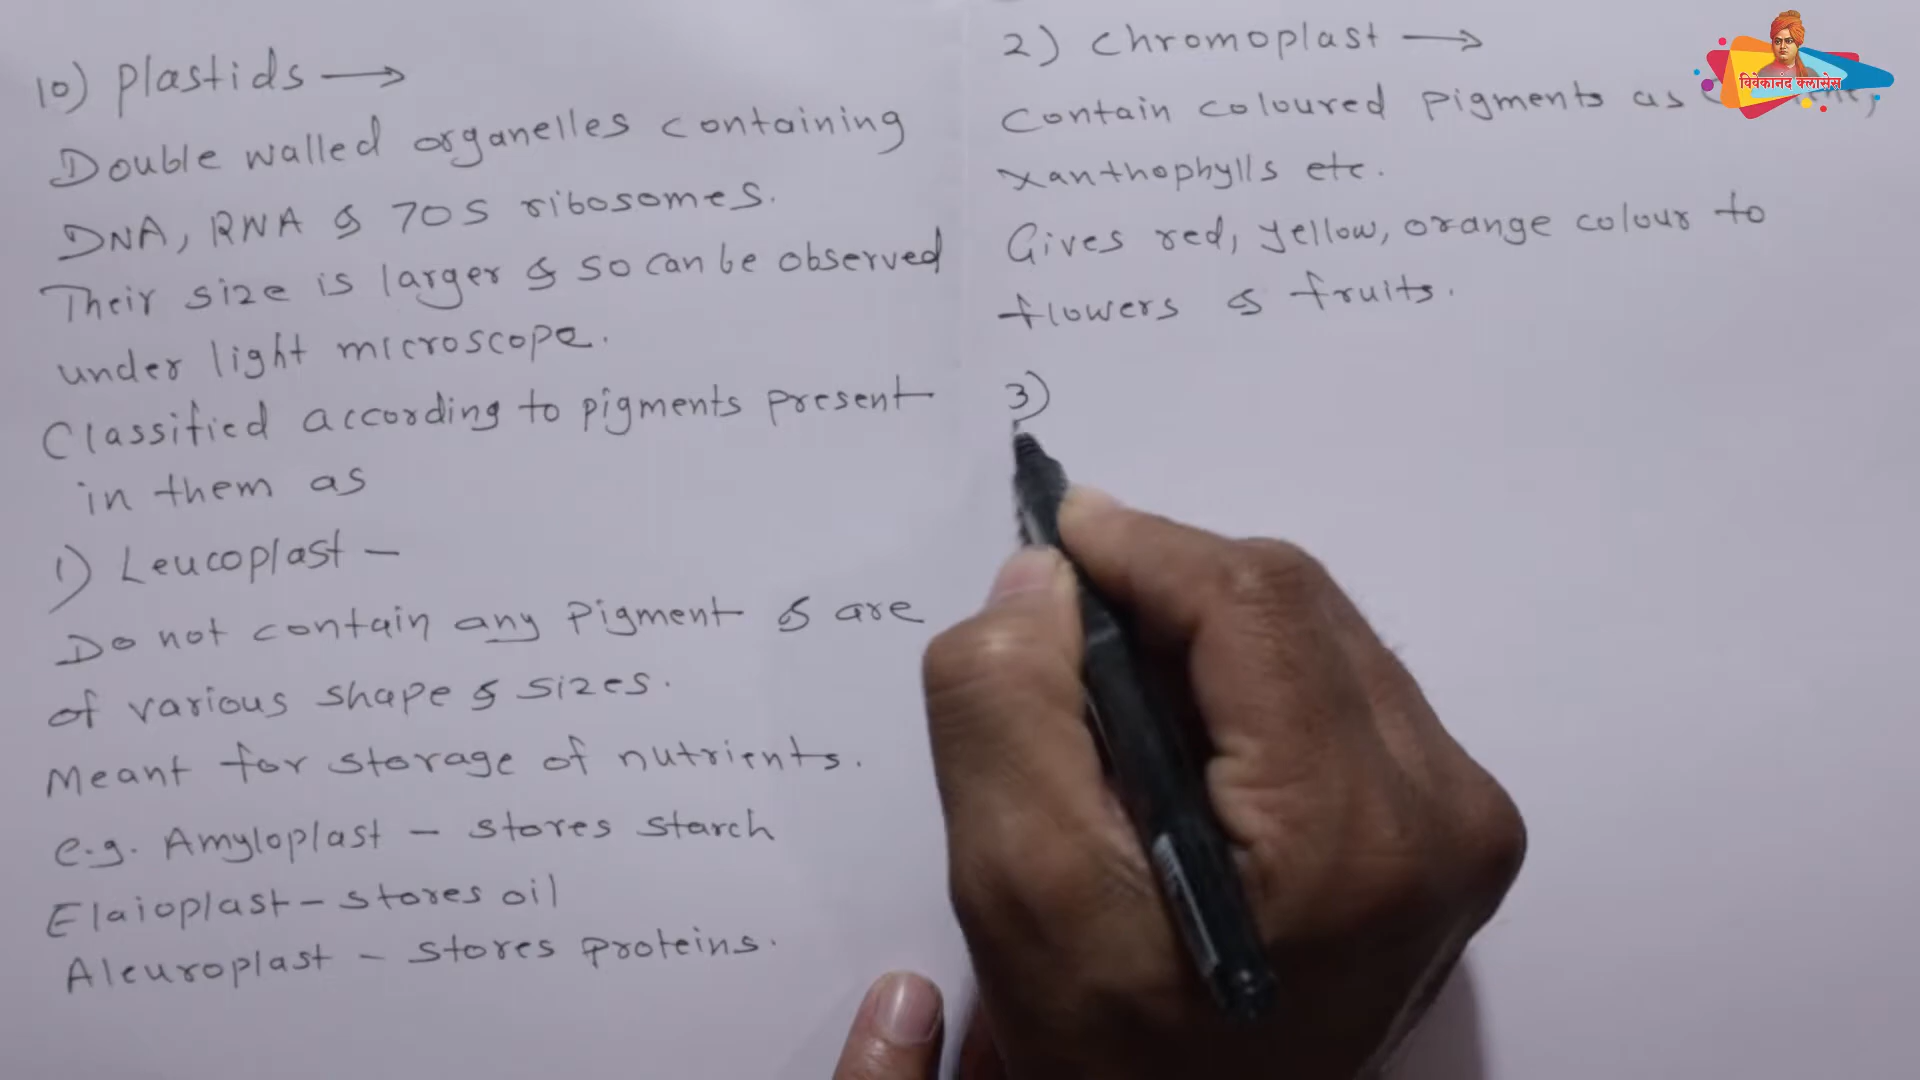 10) Plastids →
Double walled organelles containing
DNA, RNA & 70S ribosomes.
Their size is larger & so can be observed
under light microscope.
Classified according to pigments present
in them as
1) Leucoplast -
Do not contain any pigment & are
of various shape & sizes.
Meant for storage of nutrients.
e.g. Amyloplast - stores starch
Elaioplast - stores oil
Aleuroplast - stores proteins.
2) Chromoplast →
Contain coloured pigments as
xanthophylls etc.
Gives red, yellow, orange colour to
flowers & fruits.
3)
विवेकानंद क्लासेस